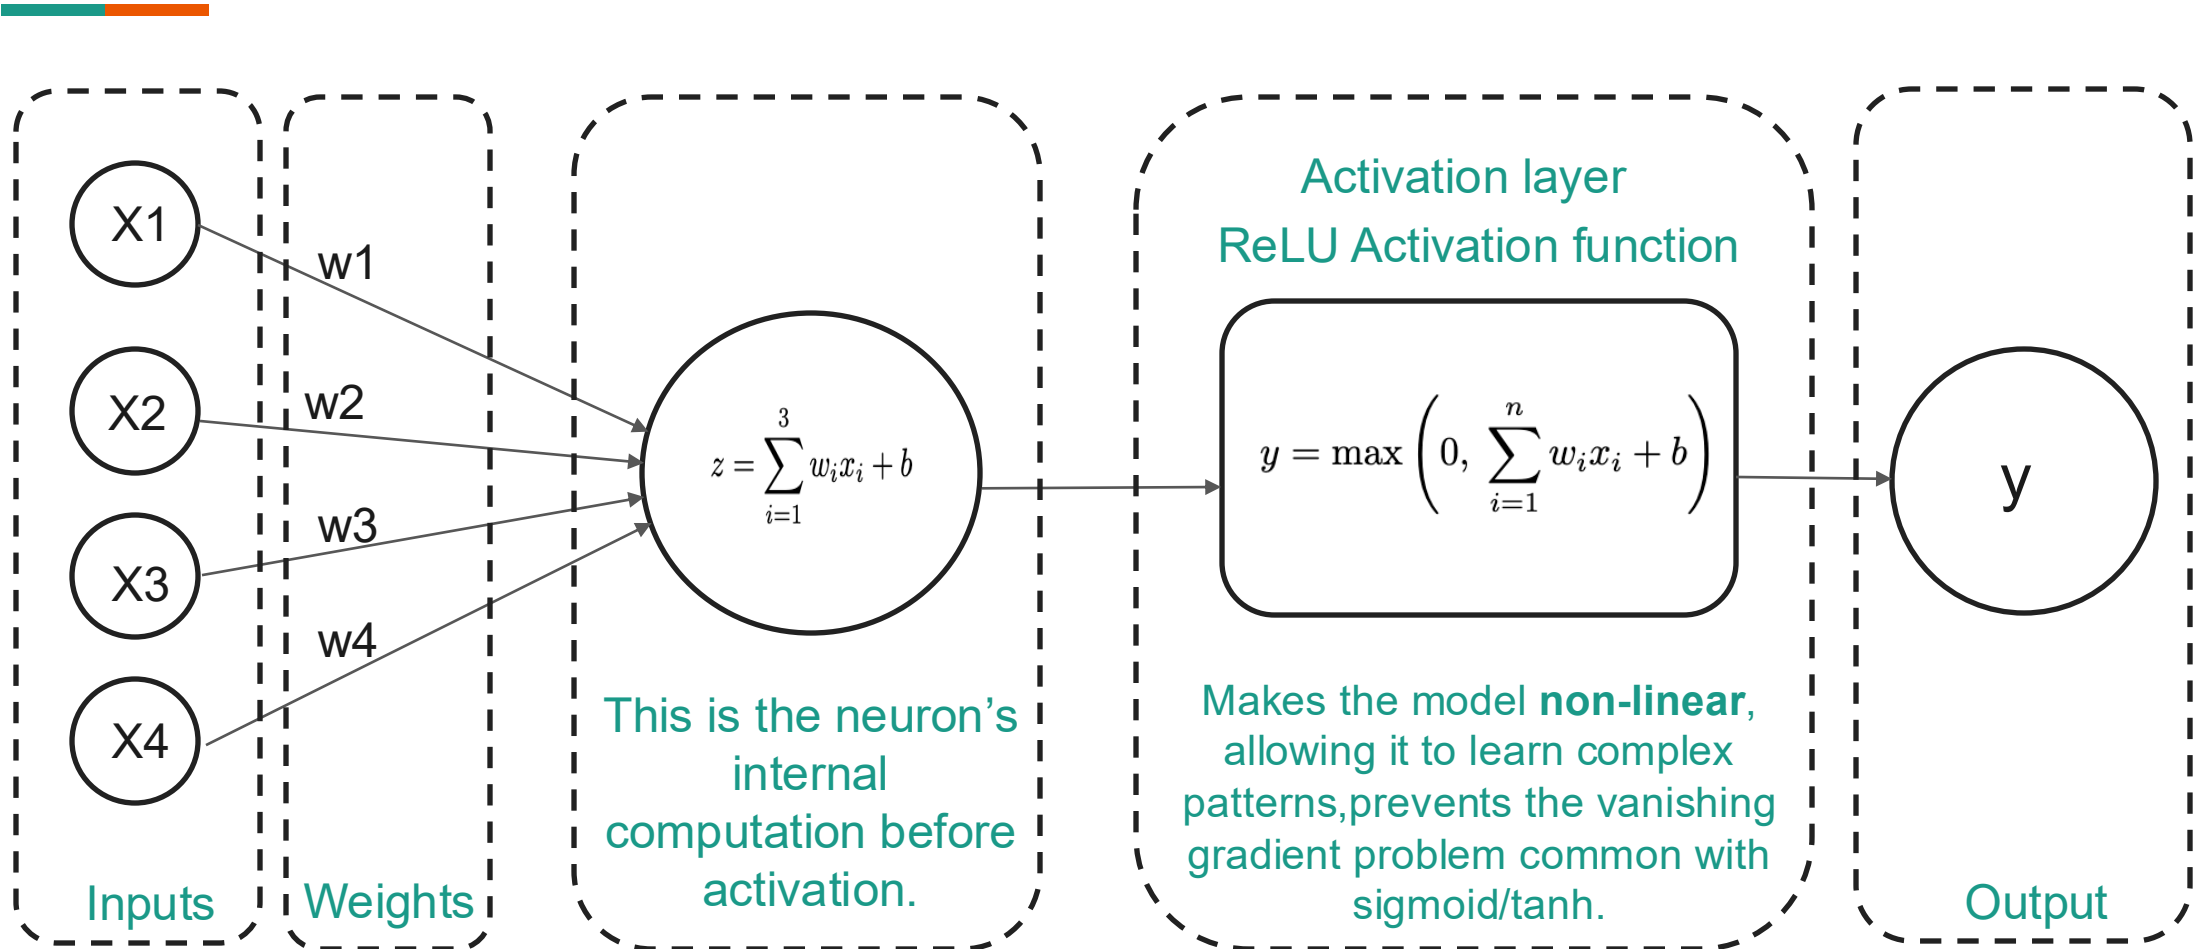 X1
X2
X3
X4
Inputs
w1
w2
w3
w4
Weights
z = \sum_{i=1}^{3} w_i x_i + b
This is the neuron’s
internal
computation before
activation.
Activation layer
ReLU Activation function
y = max(0, \sum_{i=1}^{n} w_i x_i + b)
Makes the model non-linear,
allowing it to learn complex
patterns,prevents the vanishing
gradient problem common with
sigmoid/tanh.
y
Output